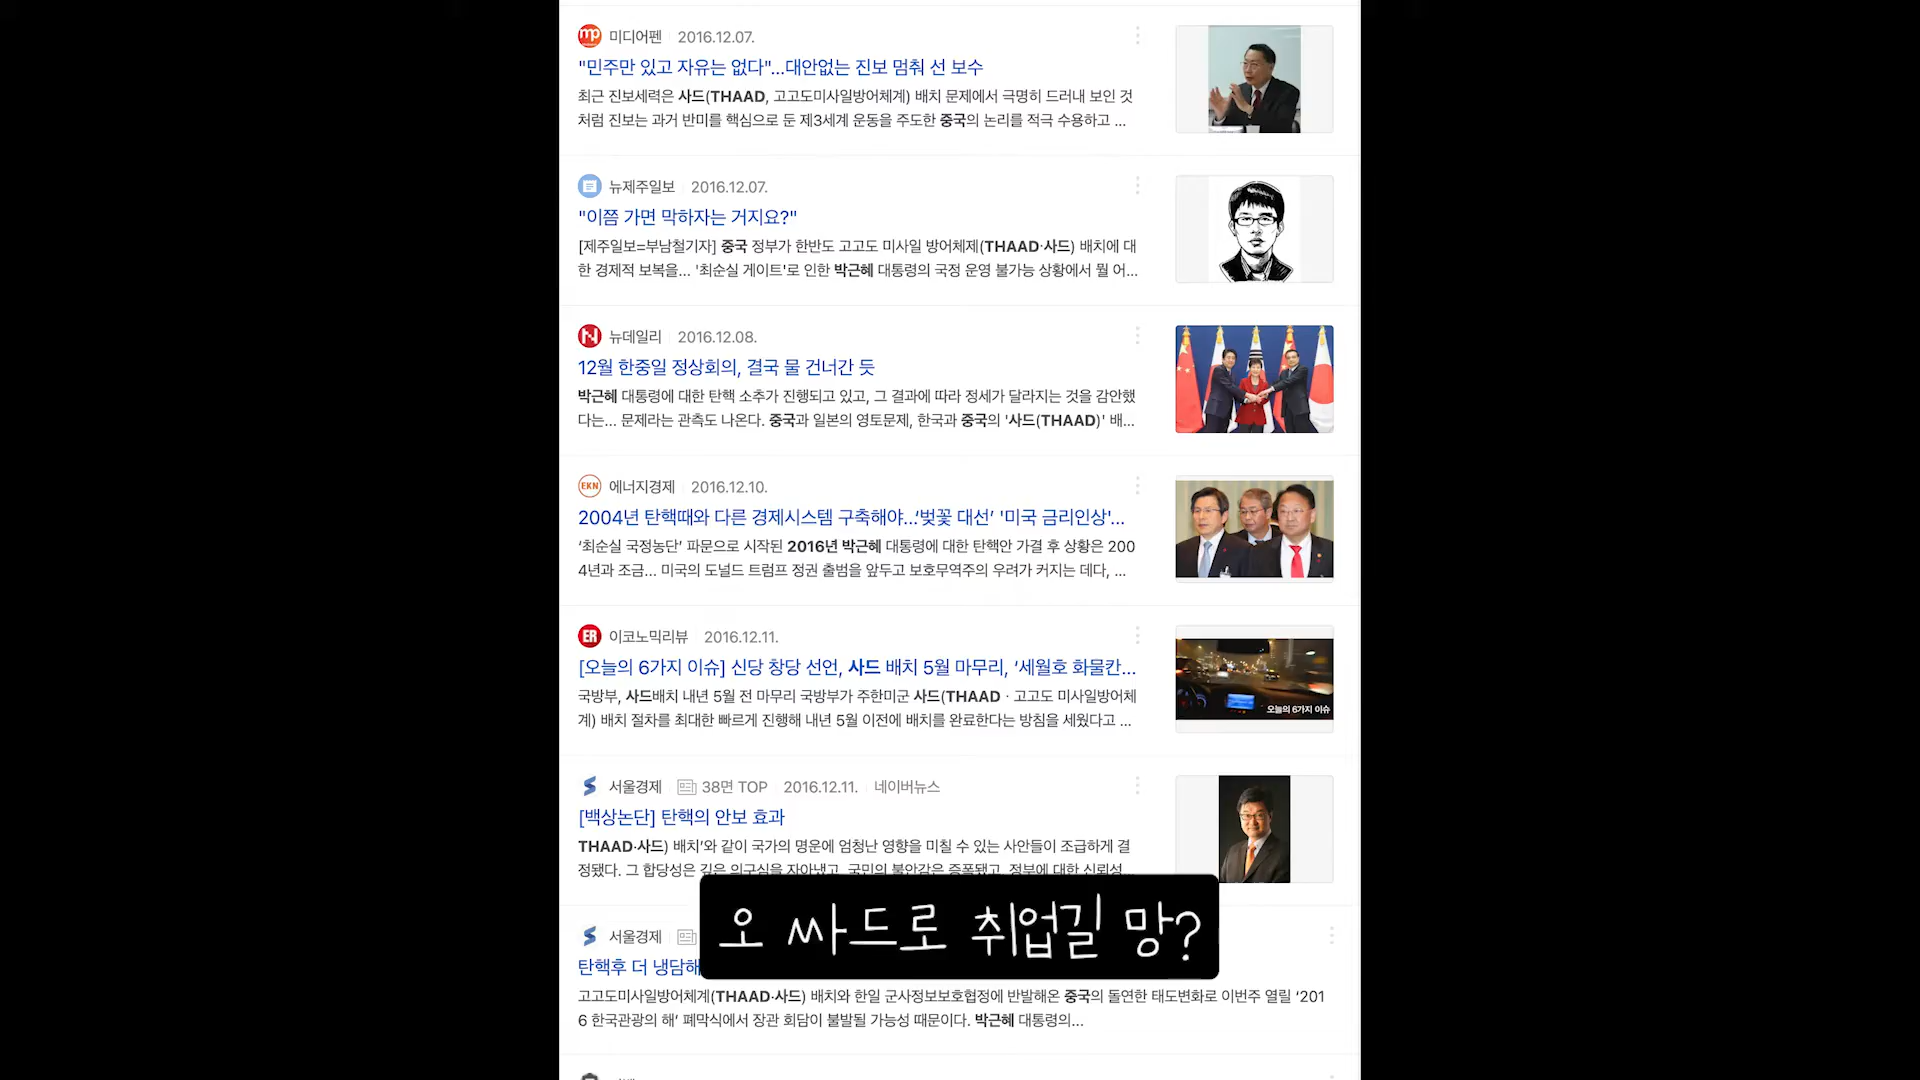 mp 미디어펜 2016.12.07.
"민주만 있고 자유는 없다"...대안없는 진보 멈춰 선 보수
최근 진보세력은 사드(THAAD, 고고도미사일방어체계) 배치 문제에서 극명히 드러내 보인 것
처럼 진보는 과거 반미를 핵심으로 둔 제3세계 운동을 주도한 중국의 논리를 적극 수용하고 ...
뉴제주일보 2016.12.07.
"이쯤 가면 막하자는 거지요?"
[제주일보=부남철기자] 중국 정부가 한반도 고고도 미사일 방어체제(THAAD·사드) 배치에 대
한 경제적 보복을... '최순실 게이트'로 인한 박근혜 대통령의 국정 운영 불가능 상황에서 뭘 어...
N 뉴데일리 2016.12.08.
12월 한중일 정상회의, 결국 물 건너간 듯
박근혜 대통령에 대한 탄핵 소추가 진행되고 있고, 그 결과에 따라 정세가 달라지는 것을 감안했
다는... 문제라는 관측도 나온다. 중국과 일본의 영토문제, 한국과 중국의 '사드(THAAD)' 배...
EKN 에너지경제 2016.12.10.
2004년 탄핵때와 다른 경제시스템 구축해야...‘벚꽃 대선’ '미국 금리인상'...
‘최순실 국정농단’ 파문으로 시작된 2016년 박근혜 대통령에 대한 탄핵안 가결 후 상황은 200
4년과 조금... 미국의 도널드 트럼프 정권 출범을 앞두고 보호무역주의 우려가 커지는 데다, ...
ER 이코노믹리뷰 2016.12.11.
[오늘의 6가지 이슈] 신당 창당 선언, 사드 배치 5월 마무리, ‘세월호 화물칸...
국방부, 사드배치 내년 5월 전 마무리 국방부가 주한미군 사드(THAAD · 고고도 미사일방어체
계) 배치 절차를 최대한 빠르게 진행해 내년 5월 이전에 배치를 완료한다는 방침을 세웠다고 ...
오늘의 6가지 이슈
서울경제 38면 TOP 2016.12.11. 네이버뉴스
[백상논단] 탄핵의 안보 효과
THAAD·사드) 배치’와 같이 국가의 명운에 엄청난 영향을 미칠 수 있는 사안들이 조급하게 결
정됐다. 그 합당성은 깊은 의구심을 자아냈고, 국민의 불안감은 증폭됐고, 정부에 대한 신뢰성...
오 싸드로 취업길 망?
서울경제
탄핵후 더 냉담해
고고도미사일방어체계(THAAD·사드) 배치와 한일 군사정보보호협정에 반발해온 중국의 돌연한 태도변화로 이번주 열릴 ‘201
6 한국관광의 해’ 폐막식에서 장관 회담이 불발될 가능성 때문이다. 박근혜 대통령의...